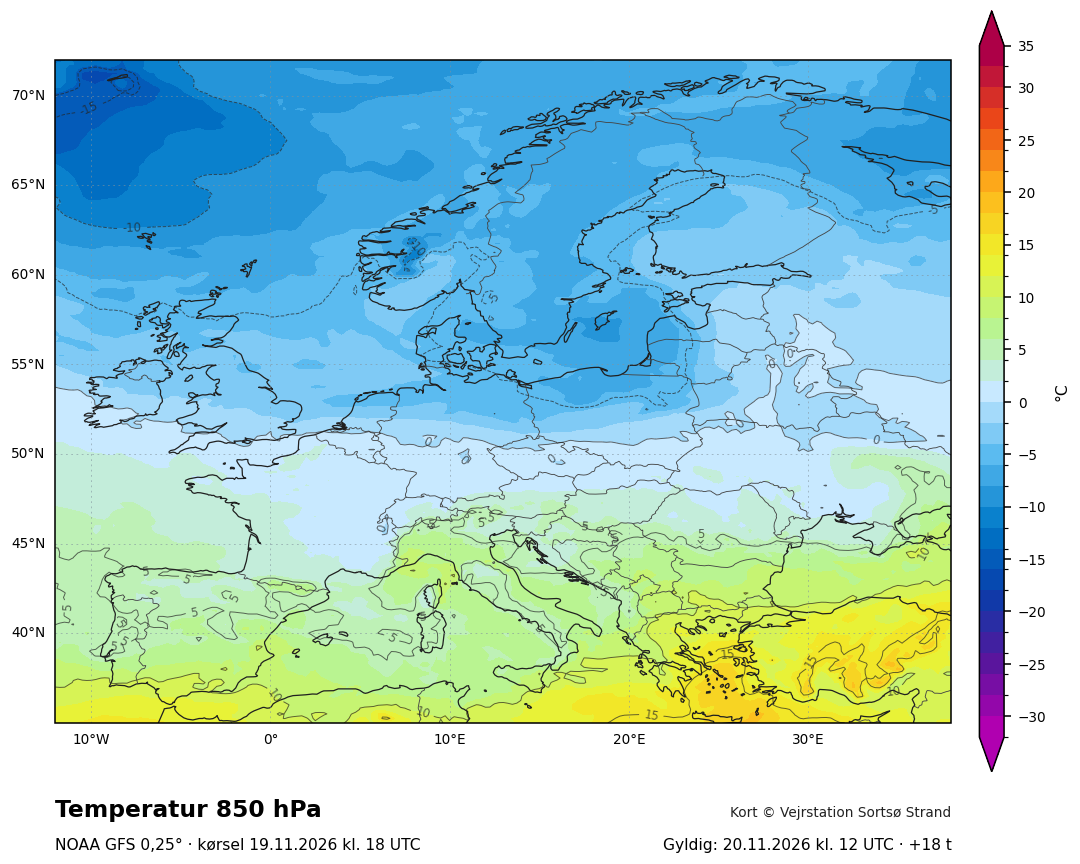 35
30
25
20
15
10
5
0
−5
−10
−15
−20
−25
−30
°C
70°N
65°N
60°N
55°N
50°N
45°N
40°N
10°W 0° 10°E 20°E 30°E
Temperatur 850 hPa
Kort © Vejrstation Sortsø Strand
NOAA GFS 0,25° · kørsel 19.11.2026 kl. 18 UTC
Gyldig: 20.11.2026 kl. 12 UTC · +18 t